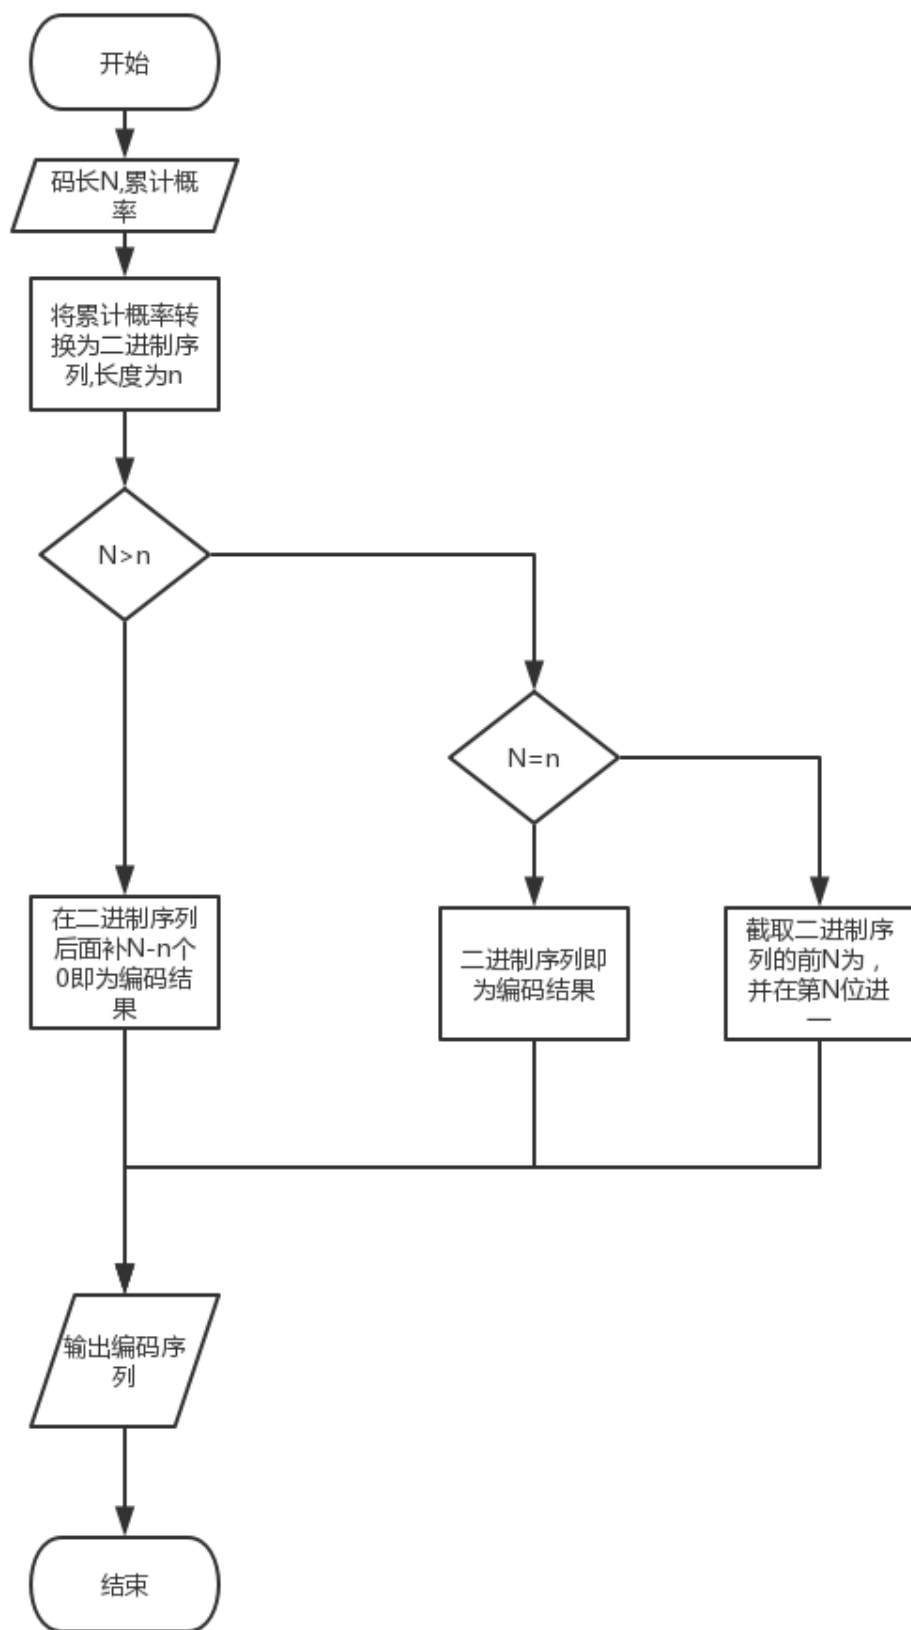 开始
码长N,累计概
率
将累计概率转
换为二进制序
列,长度为n
N>n
N=n
在二进制序列
后面补N-n个
0即为编码结
果
二进制序列即
为编码结果
截取二进制序
列的前N为，
并在第N位进
一
输出编码序
列
结束